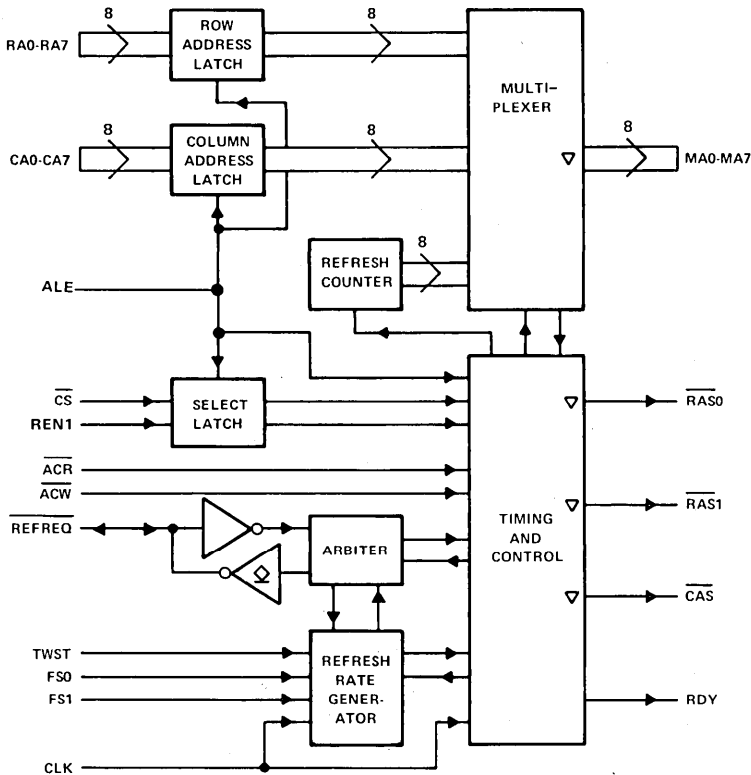 RA0-RA7
8
ROW
ADDRESS
LATCH
8
MULTI-
PLEXER
CA0-CA7
8
COLUMN
ADDRESS
LATCH
8
8
MA0-MA7
REFRESH
COUNTER
8
ALE
CS
REN1
SELECT
LATCH
RAS0
ACR
ACW
REFREQ
ARBITER
TIMING
AND
CONTROL
RAS1
CAS
TWST
FS0
FS1
REFRESH
RATE
GENER-
ATOR
RDY
CLK